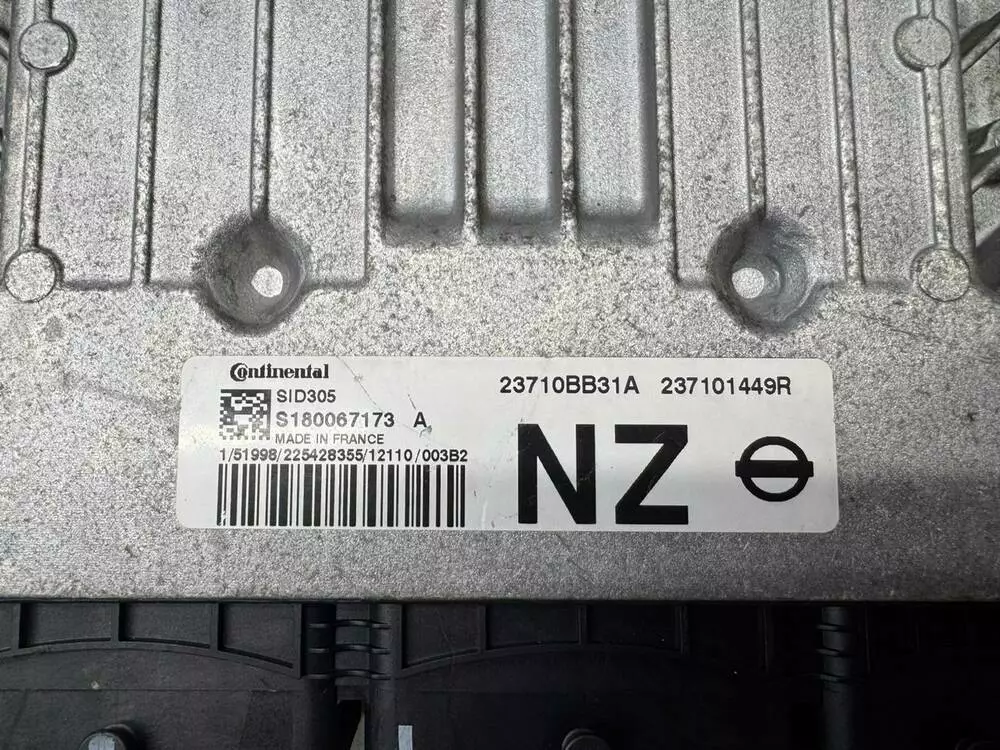 Continental
SID305
S180067173 A
MADE IN FRANCE
1/51998/225428355/12110/003B2
23710BB31A 237101449R
NZ